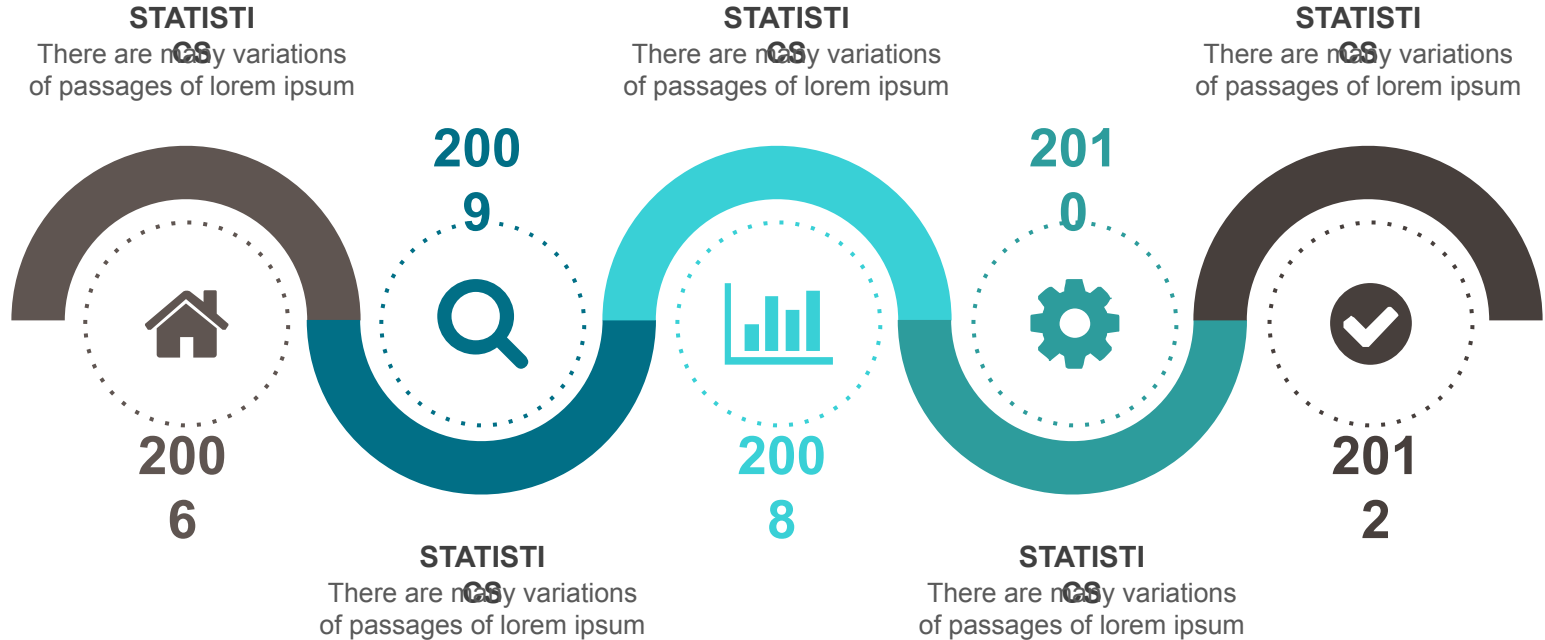 STATISTI
CS
There are many variations
of passages of lorem ipsum
200
6
200
9
STATISTI
CS
There are many variations
of passages of lorem ipsum
STATISTI
CS
There are many variations
of passages of lorem ipsum
200
8
201
0
STATISTI
CS
There are many variations
of passages of lorem ipsum
STATISTI
CS
There are many variations
of passages of lorem ipsum
201
2